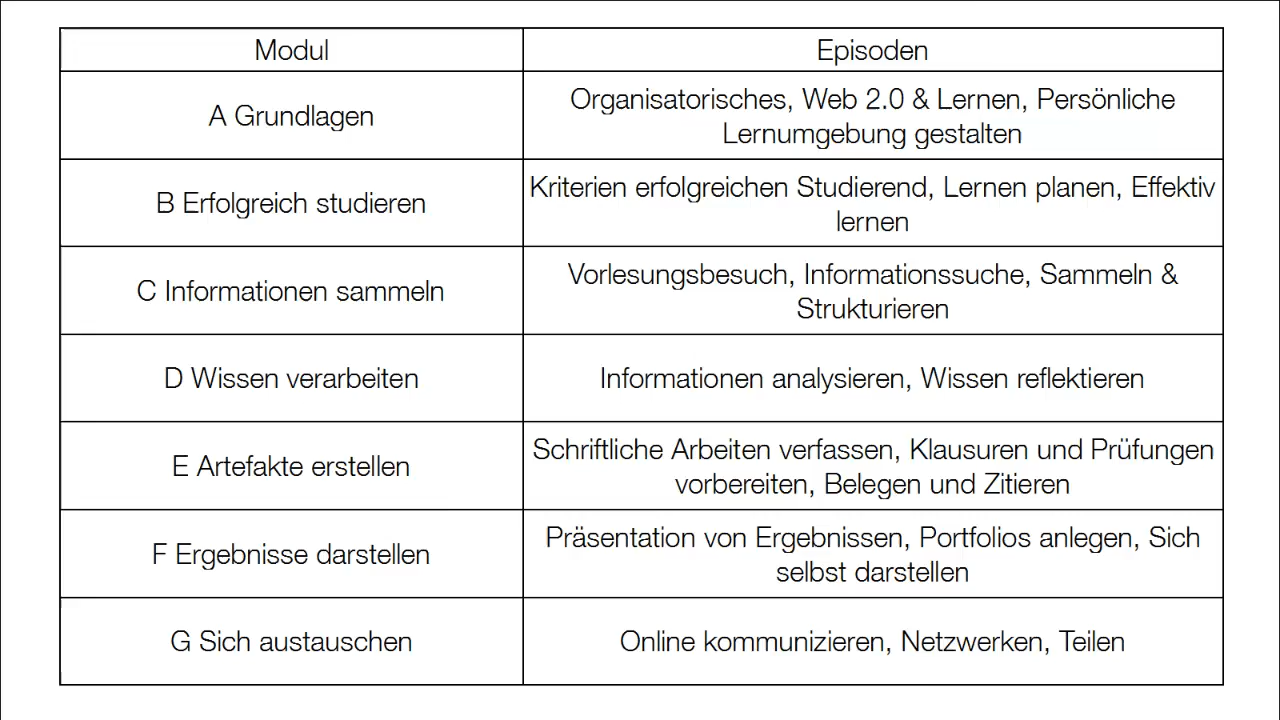 Modul
Episoden
A Grundlagen
Organisatorisches, Web 2.0 & Lernen, Persönliche
Lernumgebung gestalten
B Erfolgreich studieren
Kriterien erfolgreichen Studierend, Lernen planen, Effektiv
lernen
C Informationen sammeln
Vorlesungsbesuch, Informationssuche, Sammeln &
Strukturieren
D Wissen verarbeiten
Informationen analysieren, Wissen reflektieren
E Artefakte erstellen
Schriftliche Arbeiten verfassen, Klausuren und Prüfungen
vorbereiten, Belegen und Zitieren
F Ergebnisse darstellen
Präsentation von Ergebnissen, Portfolios anlegen, Sich
selbst darstellen
G Sich austauschen
Online kommunizieren, Netzwerken, Teilen